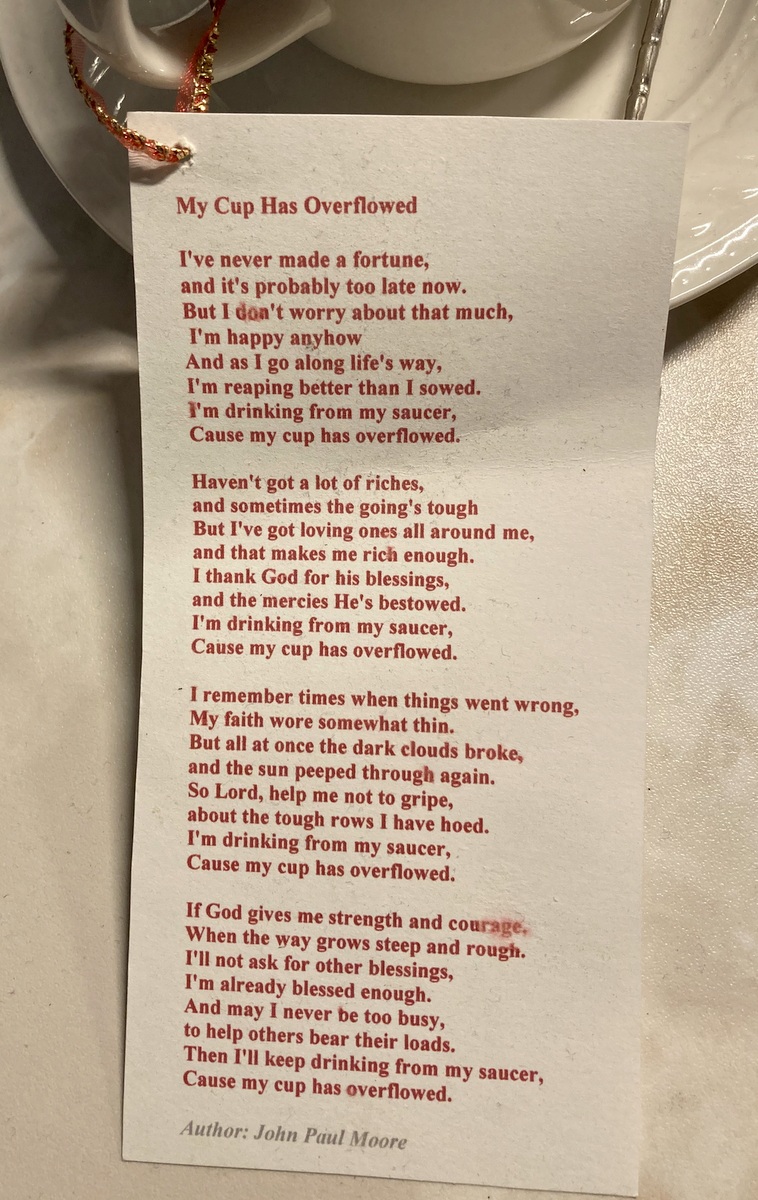 My Cup Has Overflowed
I've never made a fortune,
and it's probably too late now.
But I don't worry about that much,
I'm happy anyhow
And as I go along life's way,
I'm reaping better than I sowed.
I'm drinking from my saucer,
Cause my cup has overflowed.
Haven't got a lot of riches,
and sometimes the going's tough
But I've got loving ones all around me,
and that makes me rich enough.
I thank God for his blessings,
and the mercies He's bestowed.
I'm drinking from my saucer,
Cause my cup has overflowed.
I remember times when things went wrong,
My faith wore somewhat thin.
But all at once the dark clouds broke,
and the sun peeped through again.
So Lord, help me not to gripe,
about the tough rows I have hoed.
I'm drinking from my saucer,
Cause my cup has overflowed.
If God gives me strength and courage.
When the way grows steep and rough.
I'll not ask for other blessings,
I'm already blessed enough.
And may I never be too busy,
to help others bear their loads.
Then I'll keep drinking from my saucer,
Cause my cup has overflowed.
Author: John Paul Moore